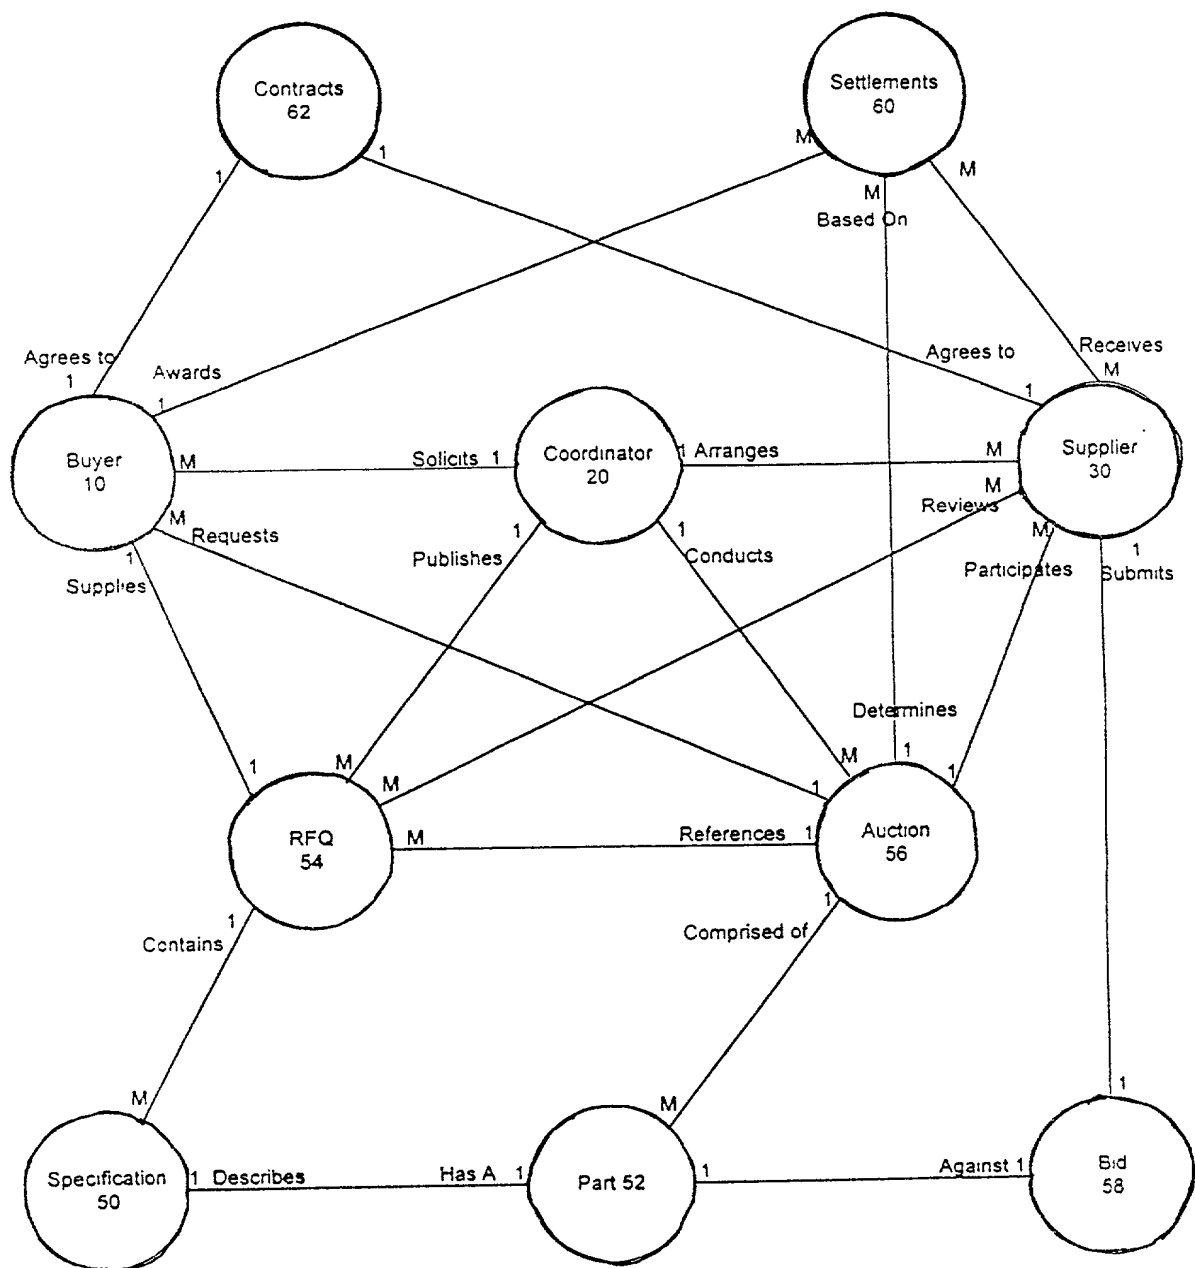 Contracts
62
Settlements
60
1
1
M
M
M
Based On
Agrees to
1
Awards
1
Agrees to
1
Receives
M
Buyer
10
M
Solicits 1
Coordinator
20
1 Arranges
M
Supplier
30
M
Requests
1
Supplies
1
Publishes
1
Conducts
Reviews
M
M
Participates
1
Submits
Determines
1
1
M
M
M
1
1
RFQ
54
M
References 1
Auction
56
1
Contains
1
Comprised of
M
M
1
Specification
50
1 Describes
Has A 1
Part 52
1
Against 1
Bid
58